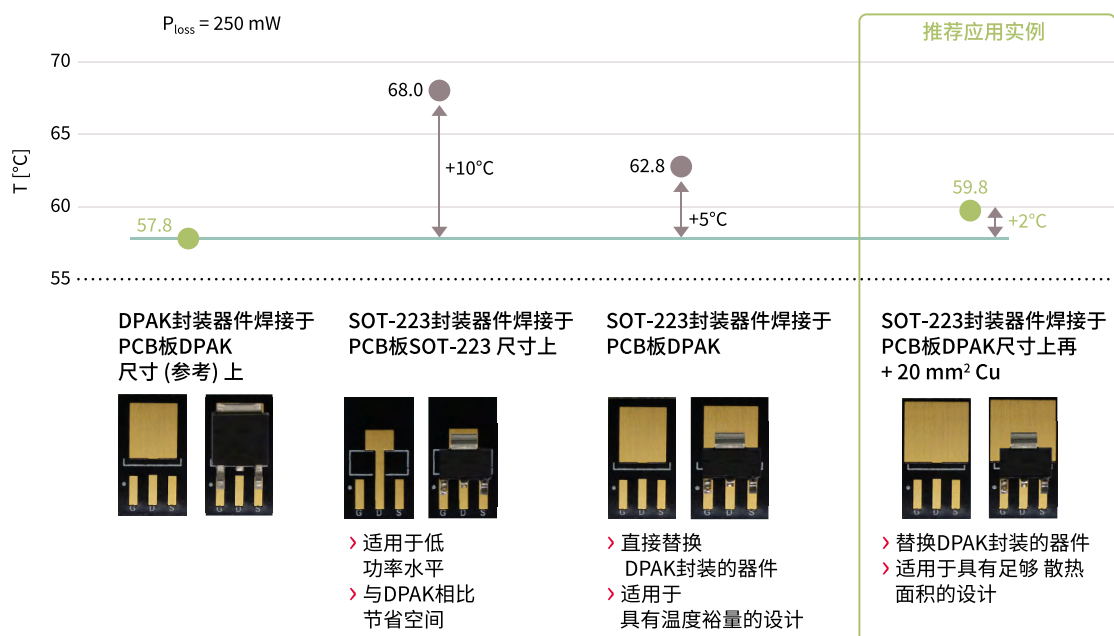 P_loss = 250 mW
推荐应用实例
T [°C]
70
65
60
55
57.8
68.0
+10°C
62.8
+5°C
59.8
+2°C
DPAK封装器件焊接于
PCB板DPAK
尺寸 (参考) 上
SOT-223封装器件焊接于
PCB板SOT-223 尺寸上
SOT-223封装器件焊接于
PCB板DPAK
SOT-223封装器件焊接于
PCB板DPAK尺寸上再
+ 20 mm² Cu
G D S
G D S
G D S
G D S
G D S
G D S
G D S
G D S
› 适用于低
功率水平
› 与DPAK相比
节省空间
› 直接替换
DPAK封装的器件
› 适用于
具有温度裕量的设计
› 替换DPAK封装的器件
› 适用于具有足够 散热
面积的设计